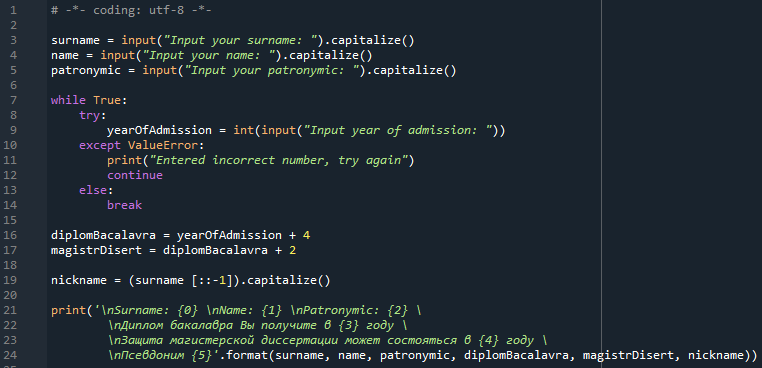 1 # -*- coding: utf-8 -*-
2
3 surname = input("Input your surname: ").capitalize()
4 name = input("Input your name: ").capitalize()
5 patronymic = input("Input your patronymic: ").capitalize()
6
7 while True:
8     try:
9         yearOfAdmission = int(input("Input year of admission: "))
10     except ValueError:
11         print("Entered incorrect number, try again")
12         continue
13     else:
14         break
15
16 diplomBacalavra = yearOfAdmission + 4
17 magistrDisert = diplomBacalavra + 2
18
19 nickname = (surname [::-1]).capitalize()
20
21 print('\nSurname: {0} \nName: {1} \nPatronymic: {2} \
22         \nДиплом бакалавра Вы получите в {3} году \
23         \nЗащита магистерской диссертации может состояться в {4} году \
24         \nПсевдоним {5}'.format(surname, name, patronymic, diplomBacalavra, magistrDisert, nickname))
25